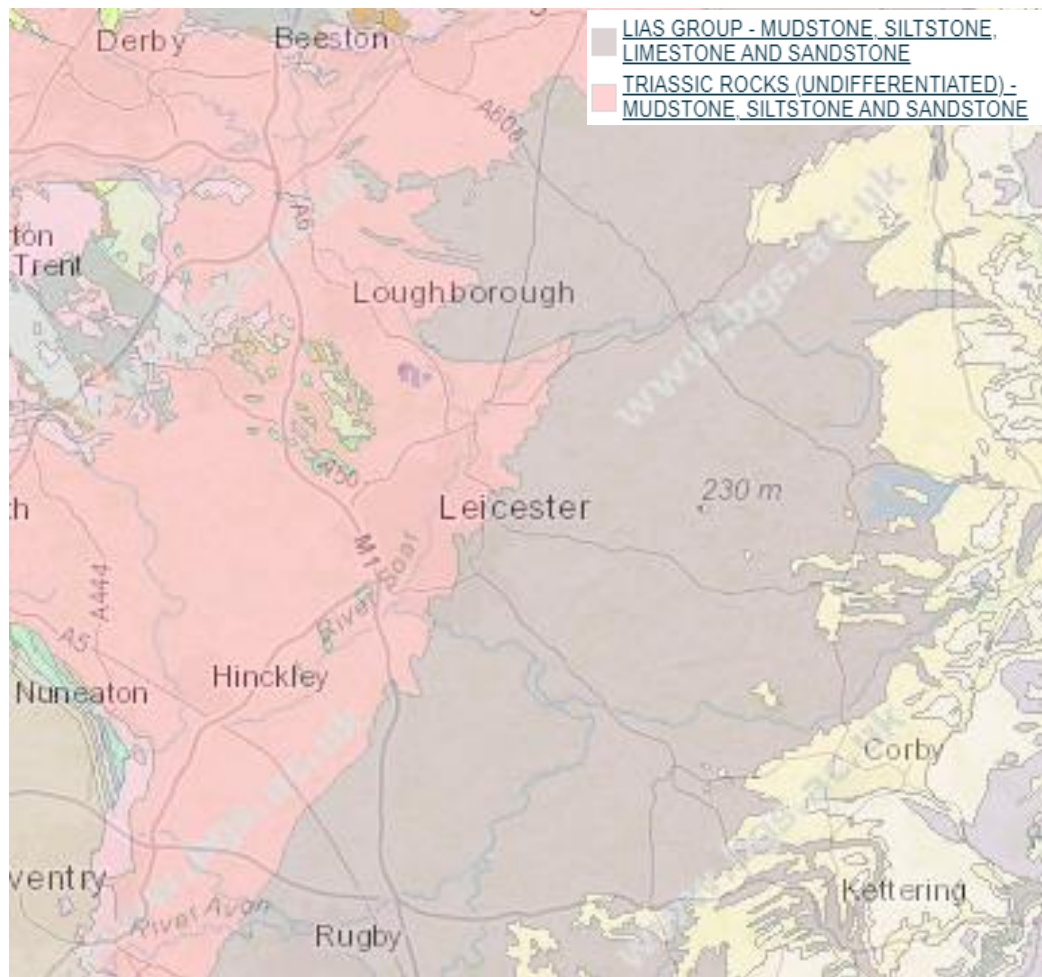 LIAS GROUP - MUDSTONE, SILTSTONE,
LIMESTONE AND SANDSTONE
TRIASSIC ROCKS (UNDIFFERENTIATED) -
MUDSTONE, SILTSTONE AND SANDSTONE
Derby
Beeston
A606
A6
ton
Trent
Loughborough
www.bgs.ac.uk
A50
230 m
th
Leicester
M1
River Soar
A444
A5
Hinckley
Nuneaton
Corby
ventry
Kettering
River Avon
Rugby